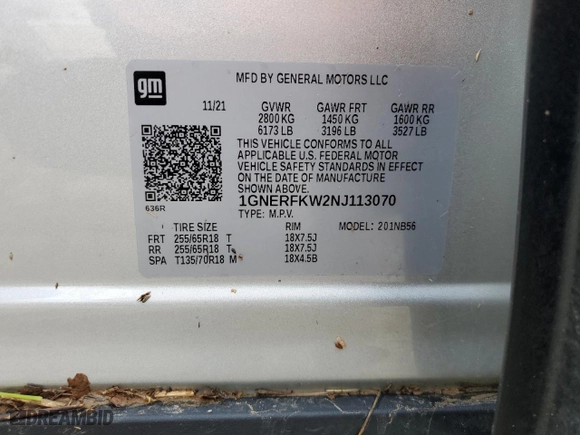 gm
MFD BY GENERAL MOTORS LLC
11/21 GVWR GAWR FRT GAWR RR
2800 KG 1450 KG 1600 KG
6173 LB 3196 LB 3527 LB
THIS VEHICLE CONFORMS TO ALL
APPLICABLE U.S. FEDERAL MOTOR
VEHICLE SAFETY STANDARDS IN EFFECT
ON THE DATE OF MANUFACTURE
SHOWN ABOVE.
636R
1GNERFKW2NJ113070
TYPE: M.P.V. MODEL: 201NB56
TIRE SIZE RIM
FRT 255/65R18 T 18X7.5J
RR 255/65R18 T 18X7.5J
SPA T135/70R18 M 18X4.5B
DREAMBID